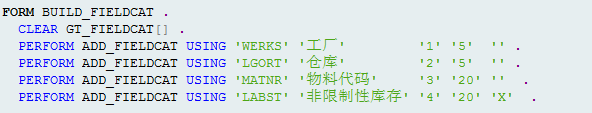 FORM BUILD_FIELDCAT .
CLEAR GT_FIELDCAT[] .
PERFORM ADD_FIELDCAT USING 'WERKS' '工厂' '1' '5' '' .
PERFORM ADD_FIELDCAT USING 'LGORT' '仓库' '2' '5' '' .
PERFORM ADD_FIELDCAT USING 'MATNR' '物料代码' '3' '20' '' .
PERFORM ADD_FIELDCAT USING 'LABST' '非限制性库存' '4' '20' 'X' .